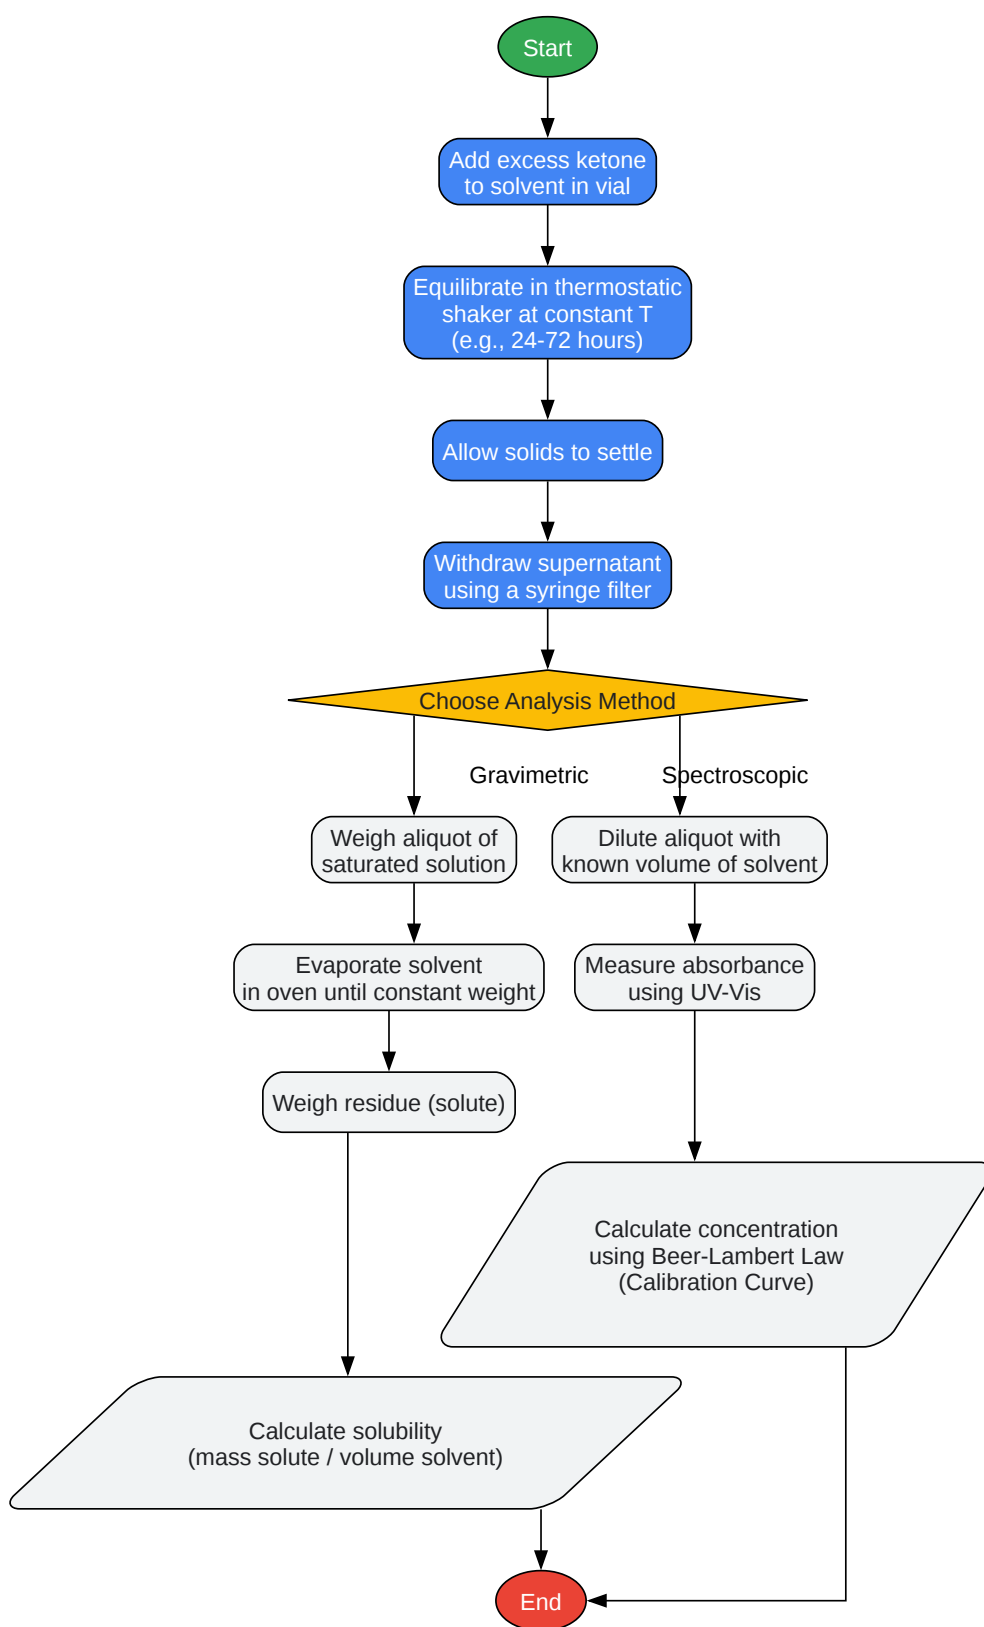 Start
Add excess ketone
to solvent in vial
Equilibrate in thermostatic
shaker at constant T
(e.g., 24-72 hours)
Allow solids to settle
Withdraw supernatant
using a syringe filter
Choose Analysis Method
Gravimetric
Spectroscopic
Weigh aliquot of
saturated solution
Dilute aliquot with
known volume of solvent
Evaporate solvent
in oven until constant weight
Measure absorbance
using UV-Vis
Weigh residue (solute)
Calculate concentration
using Beer-Lambert Law
(Calibration Curve)
Calculate solubility
(mass solute / volume solvent)
End